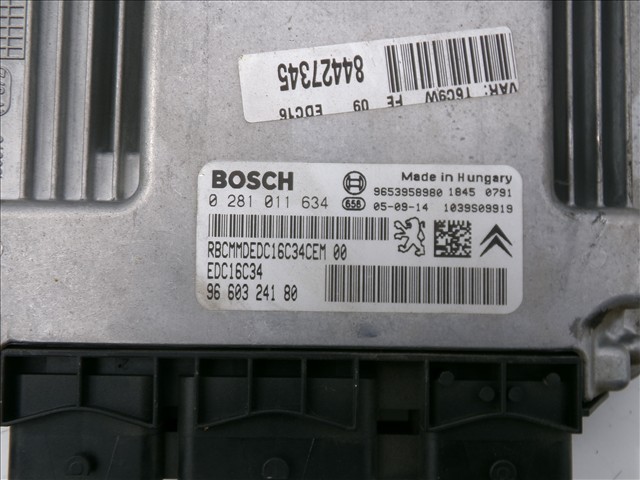 84427345
VAR: T6C9W FE 09 EDC16
BOSCH
Made in Hungary
9653958980 1845 0791
0 281 011 634
658 05-09-14 1039S09919
RBCMMDEDC16C34CEM 00
EDC16C34
96 603 241 80